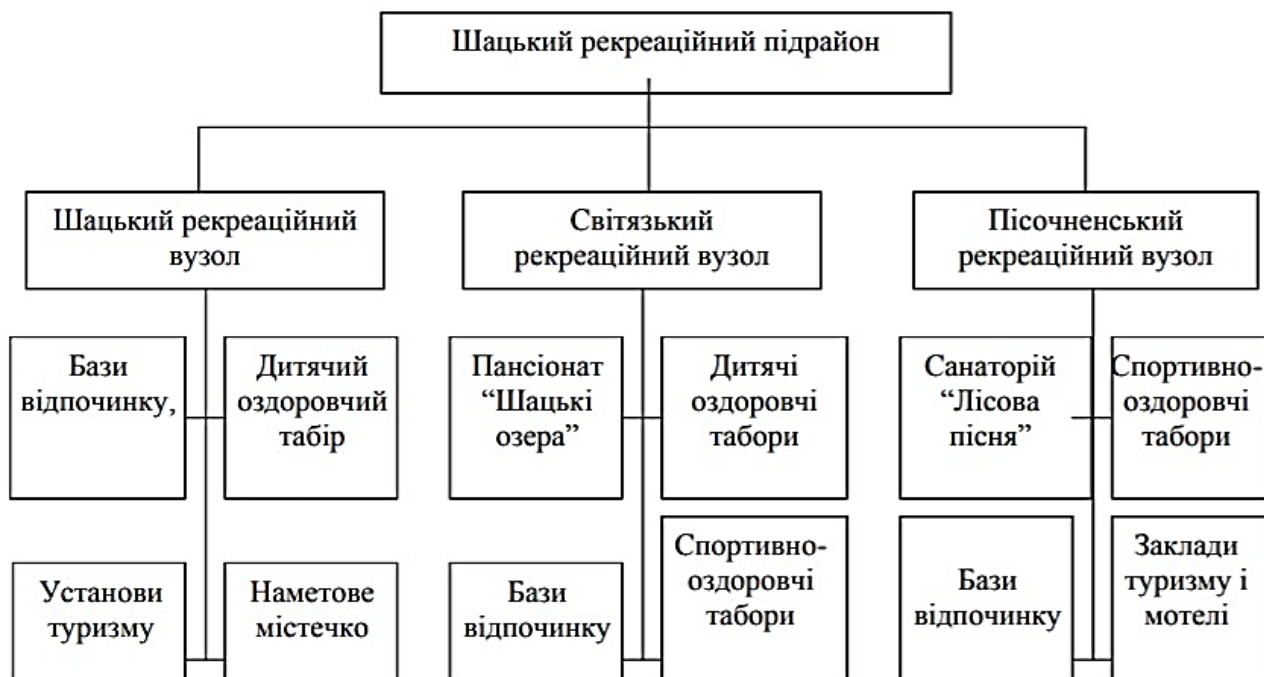 Шацький рекреаційний підрайон
Шацький рекреаційний
вузол
Світязький
рекреаційний вузол
Пісочненський
рекреаційний вузол
Бази
відпочинку,
Дитячий
оздоровчий
табір
Пансіонат
“Шацькі
озера”
Дитячі
оздоровчі
табори
Санаторій
“Лісова
пісня”
Спортивно-
оздоровчі
табори
Установи
туризму
Наметове
містечко
Бази
відпочинку
Спортивно-
оздоровчі
табори
Бази
відпочинку
Заклади
туризму і
мотелі